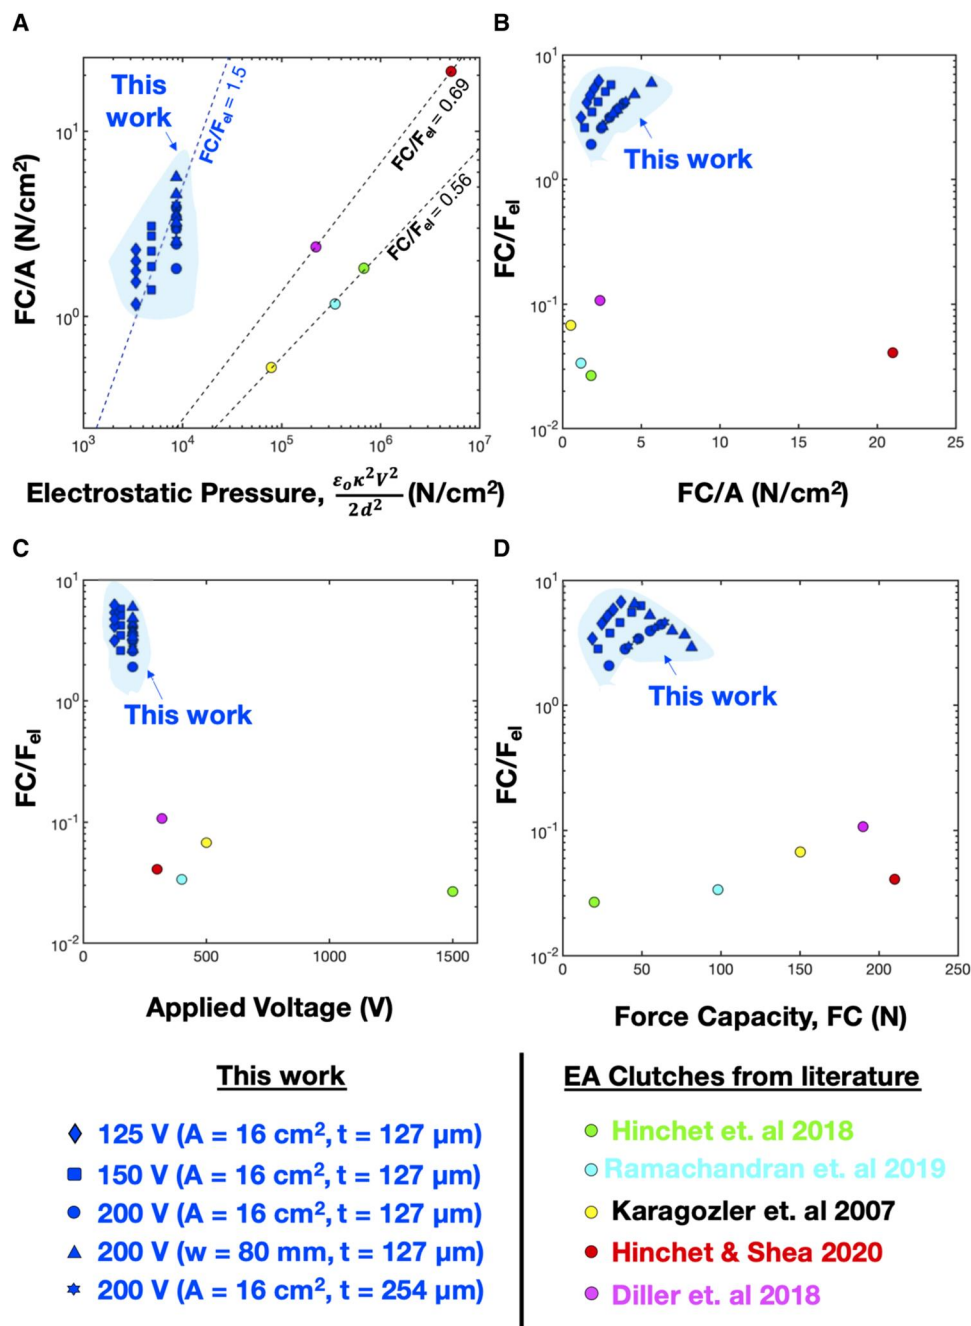 A
FC/A (N/cm²)
10¹
10⁰
10³
10⁴
10⁵
10⁶
10⁷
This
work
FC/Fel = 1.5
FC/Fel = 0.69
FC/Fel = 0.56
Electrostatic Pressure, εₒκ²V²/2d² (N/cm²)
B
FC/Fel
10¹
10⁰
10⁻¹
10⁻²
0
5
10
15
20
25
This work
FC/A (N/cm²)
C
FC/Fel
10¹
10⁰
10⁻¹
10⁻²
0
500
1000
1500
This work
Applied Voltage (V)
D
FC/Fel
10¹
10⁰
10⁻¹
10⁻²
0
50
100
150
200
250
This work
Force Capacity, FC (N)
This work
125 V (A = 16 cm², t = 127 µm)
150 V (A = 16 cm², t = 127 µm)
200 V (A = 16 cm², t = 127 µm)
200 V (w = 80 mm, t = 127 µm)
200 V (A = 16 cm², t = 254 µm)
EA Clutches from literature
Hinchet et. al 2018
Ramachandran et. al 2019
Karagozler et. al 2007
Hinchet & Shea 2020
Diller et. al 2018